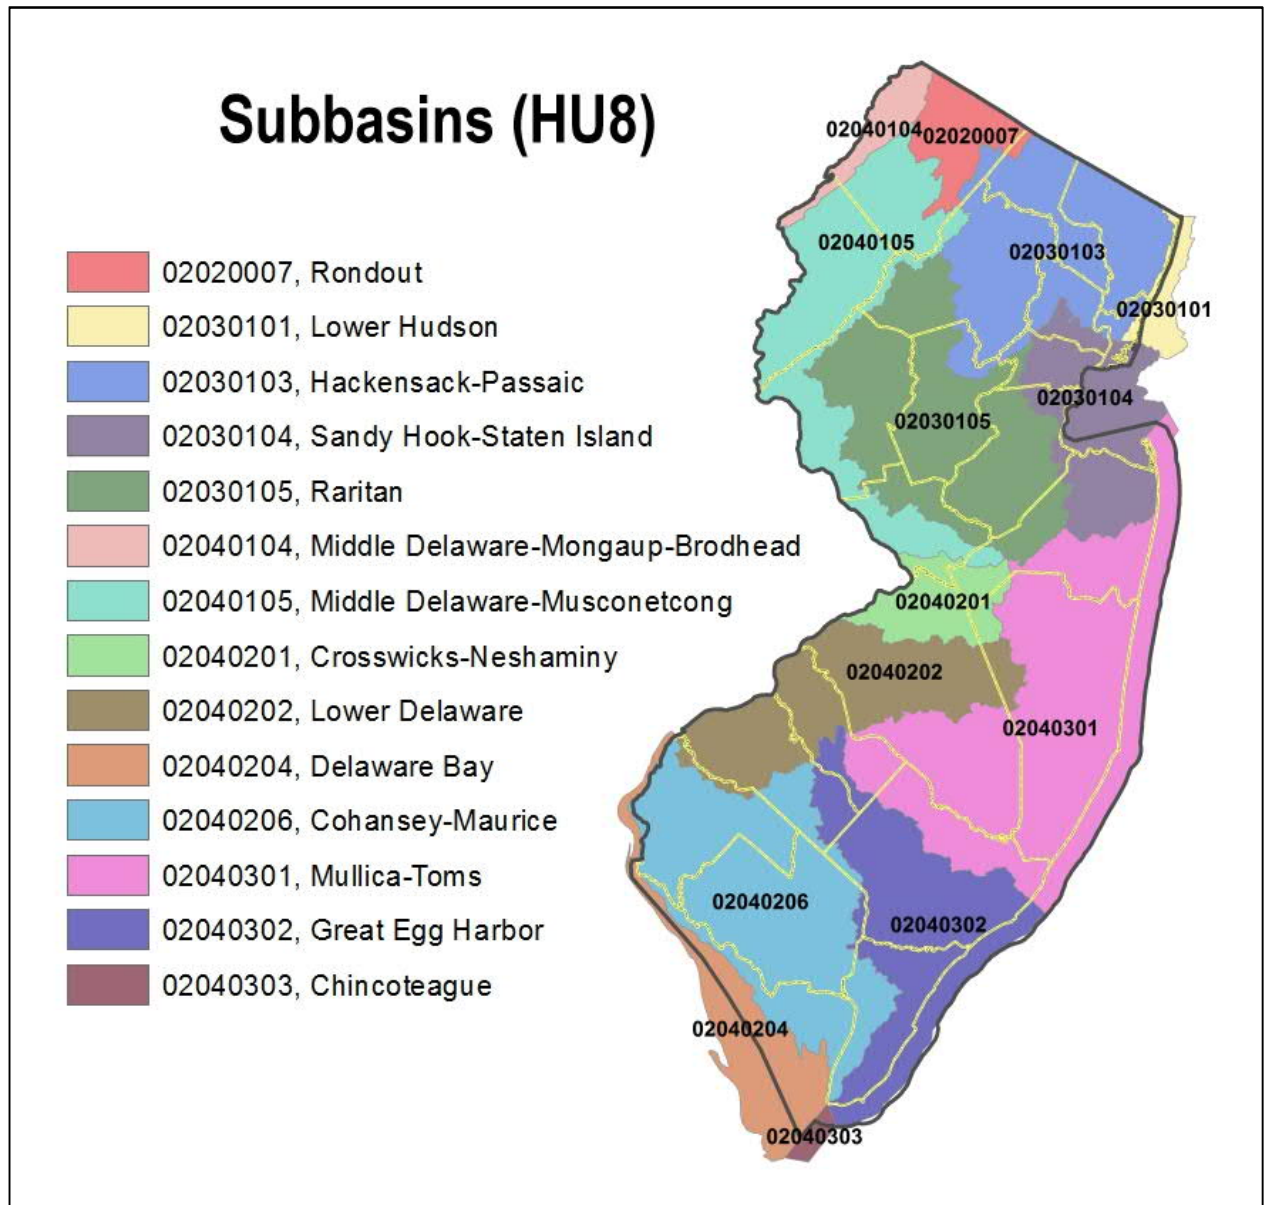 Subbasins (HU8)
02020007, Rondout
02030101, Lower Hudson
02030103, Hackensack-Passaic
02030104, Sandy Hook-Staten Island
02030105, Raritan
02040104, Middle Delaware-Mongaup-Brodhead
02040105, Middle Delaware-Musconetcong
02040201, Crosswicks-Neshaminy
02040202, Lower Delaware
02040204, Delaware Bay
02040206, Cohansey-Maurice
02040301, Mullica-Toms
02040302, Great Egg Harbor
02040303, Chincoteague
02040104
02020007
02040105
02030103
02030101
02030104
02030105
02040201
02040202
02040301
02040206
02040302
02040204
02040303